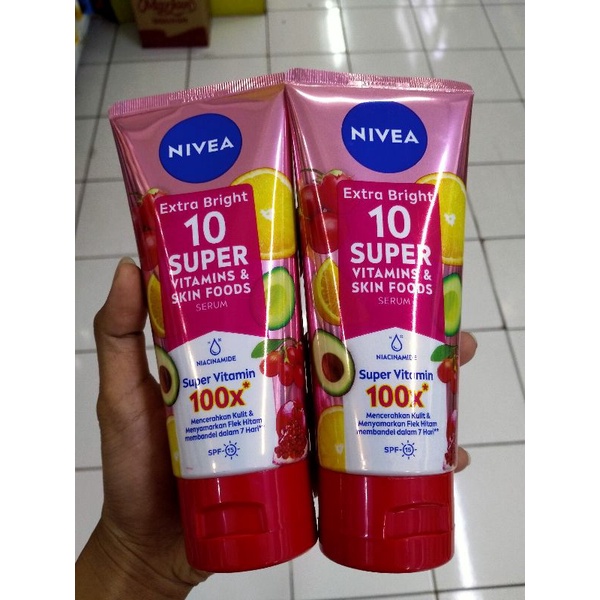 Marjan
NIVEA
Extra Bright
10
SUPER
VITAMINS &
SKIN FOODS
SERUM
NIACINAMIDE
Super Vitamin
100x*
Mencerahkan Kulit &
Menyamarkan Flek Hitam
membandel dalam 7 Hari**
SPF 15
NIVEA
Extra Bright
10
SUPER
VITAMINS &
SKIN FOODS
SERUM
NIACINAMIDE
Super Vitamin
100x*
Mencerahkan Kulit &
Menyamarkan Flek Hitam
membandel dalam 7 Hari**
SPF 15